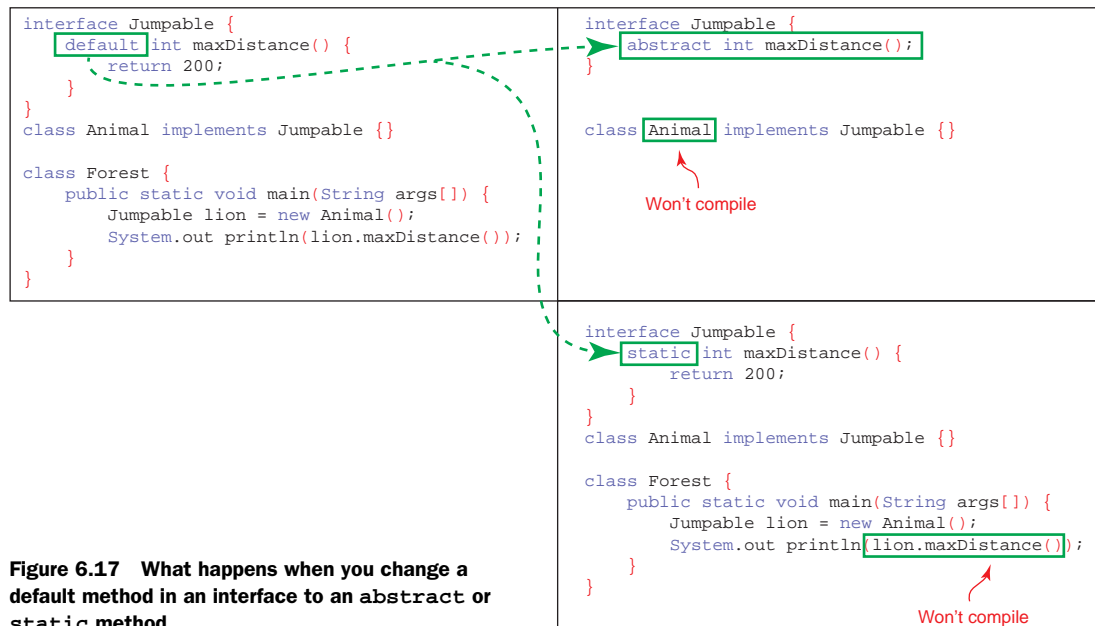 interface Jumpable {
default int maxDistance() {
return 200;
}
}
class Animal implements Jumpable {}
class Forest {
public static void main(String args[]) {
Jumpable lion = new Animal();
System.out println(lion.maxDistance());
}
}
interface Jumpable {
abstract int maxDistance();
}
class Animal implements Jumpable {}
Won't compile
interface Jumpable {
static int maxDistance() {
return 200;
}
}
class Animal implements Jumpable {}
class Forest {
public static void main(String args[]) {
Jumpable lion = new Animal();
System.out println(lion.maxDistance());
}
}
Won't compile
Figure 6.17 What happens when you change a
default method in an interface to an abstract or
static method